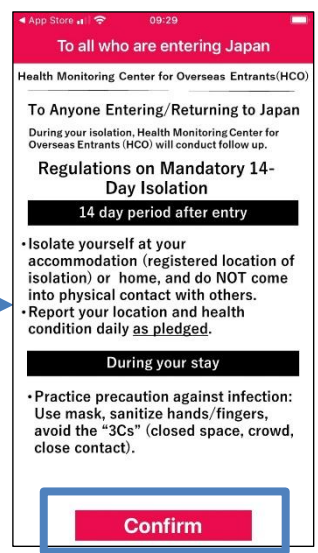 App Store 09:29
To all who are entering Japan
Health Monitoring Center for Overseas Entrants(HCO)
To Anyone Entering/Returning to Japan
During your isolation, Health Monitoring Center for
Overseas Entrants (HCO) will conduct follow up.
Regulations on Mandatory 14-
Day Isolation
14 day period after entry
・Isolate yourself at your
accommodation (registered location of
isolation) or home, and do NOT come
into physical contact with others.
・Report your location and health
condition daily as pledged.
During your stay
・Practice precaution against infection:
Use mask, sanitize hands/fingers,
avoid the “3Cs” (closed space, crowd,
close contact).
Confirm